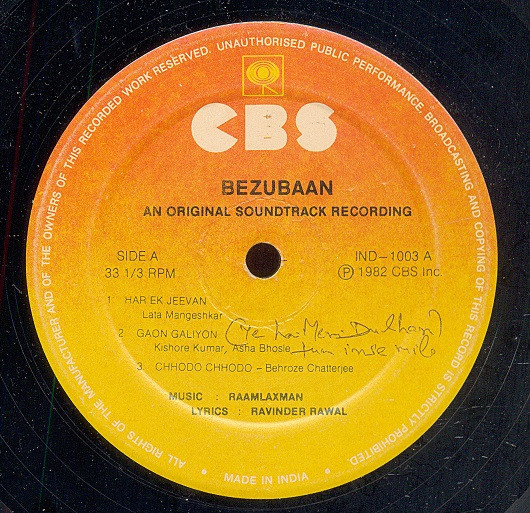 ALL RIGHTS OF THE MANUFACTURER AND OF THE OWNERS OF THIS RECORDED WORK RESERVED. UNAUTHORISED PUBLIC PERFORMANCE, BROADCASTING AND COPYING OF THIS RECORD IS STRICTLY PROHIBITED
CBS
BEZUBAAN
AN ORIGINAL SOUNDTRACK RECORDING
SIDE A
33 1/3 RPM
IND-1003 A
Ⓟ 1982 CBS Inc.
1 HAR EK JEEVAN
Lata Mangeshkar
2 GAON GALIYON (Ye hai Meri Dulhan)
Kishore Kumar, Asha Bhosle tum inse milo
3 CHHODO CHHODO – Behroze Chatterjee
MUSIC : RAAMLAXMAN
LYRICS : RAVINDER RAWAL
• MADE IN INDIA •